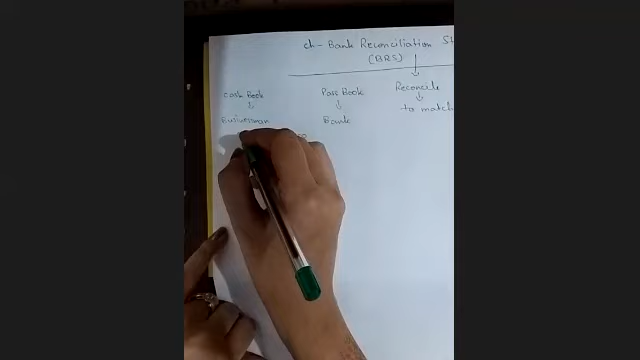 ch- Bank Reconciliation St
(BRS)
Cash Book Pass Book Reconcile
Businessman Bank to match